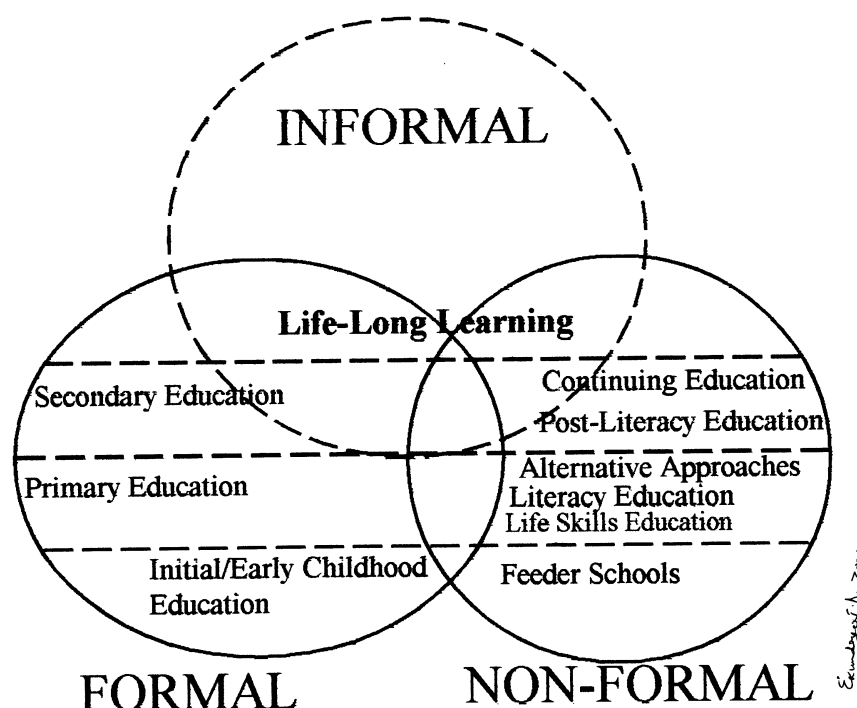 INFORMAL
Life-Long Learning
Secondary Education
Continuing Education
Post-Literacy Education
Primary Education
Alternative Approaches
Literacy Education
Life Skills Education
Initial/Early Childhood
Education
Feeder Schools
FORMAL
NON-FORMAL